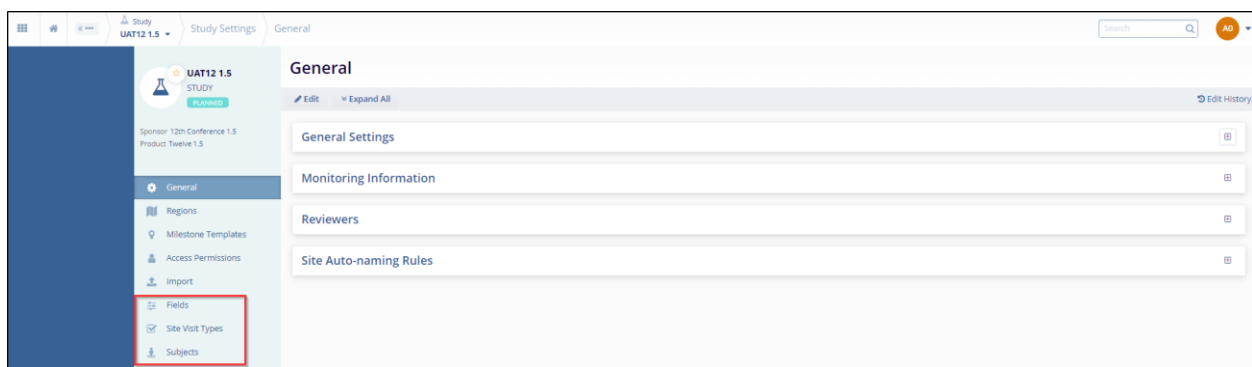 Study
UAT12 1.5
Study Settings
General
Search
AO
UAT12 1.5
STUDY
PLANNED
Sponsor 12th Conference 1.5
Product Twelve 1.5
General
Regions
Milestone Templates
Access Permissions
Import
Fields
Site Visit Types
Subjects
General
Edit
Expand All
Edit History
General Settings
Monitoring Information
Reviewers
Site Auto-naming Rules